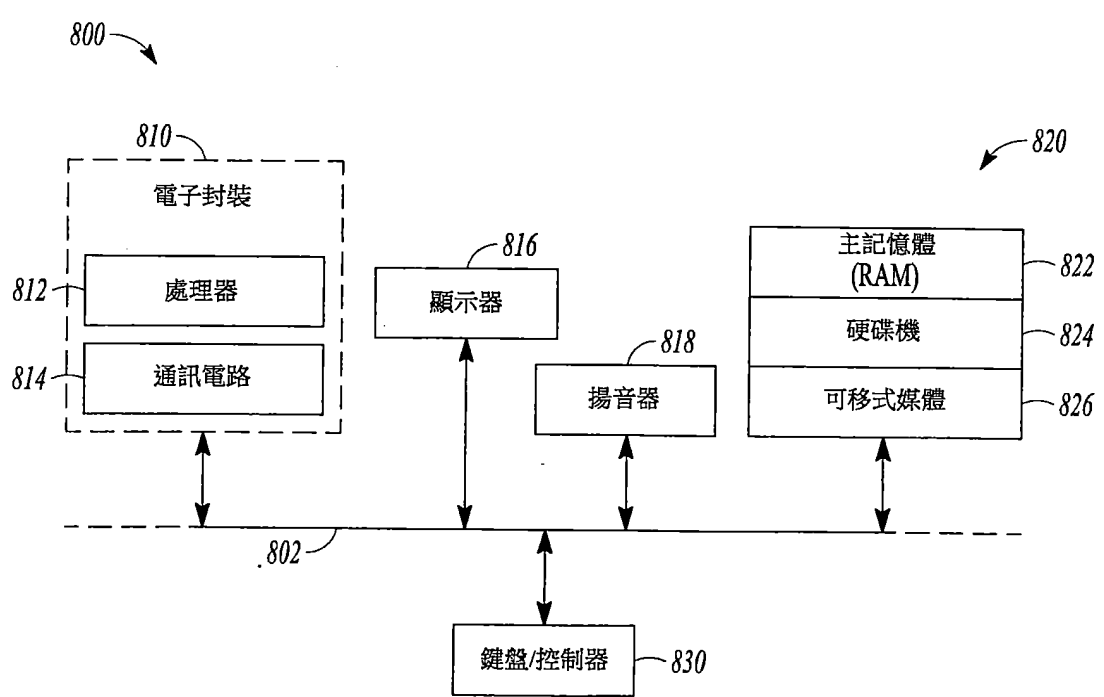 800
810
820
電子封裝
816
主記憶體
(RAM)
822
812
處理器
顯示器
硬碟機
824
818
814
通訊電路
揚音器
可移式媒體
826
802
鍵盤/控制器
830